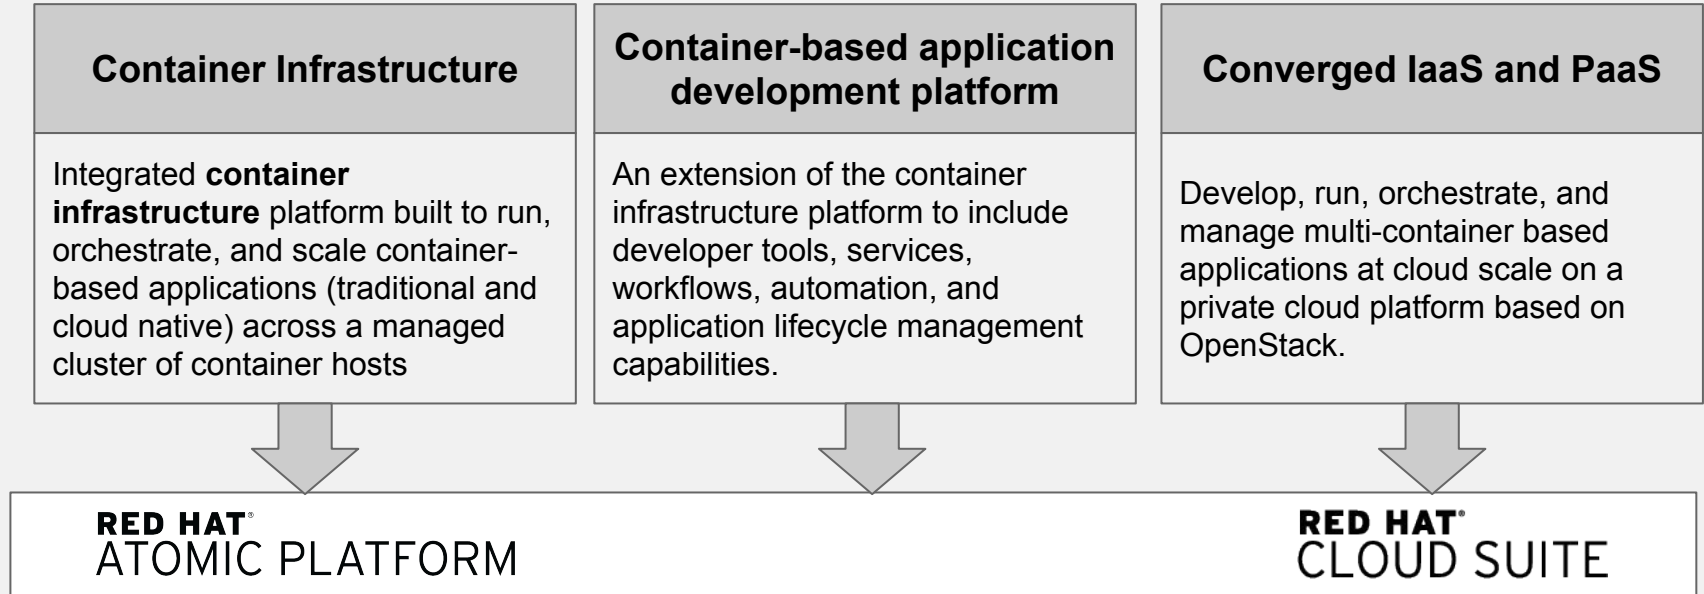 Container Infrastructure
Integrated container
infrastructure platform built to run,
orchestrate, and scale container-
based applications (traditional and
cloud native) across a managed
cluster of container hosts
Container-based application
development platform
An extension of the container
infrastructure platform to include
developer tools, services,
workflows, automation, and
application lifecycle management
capabilities.
Converged IaaS and PaaS
Develop, run, orchestrate, and
manage multi-container based
applications at cloud scale on a
private cloud platform based on
OpenStack.
RED HAT®
ATOMIC PLATFORM
RED HAT®
CLOUD SUITE